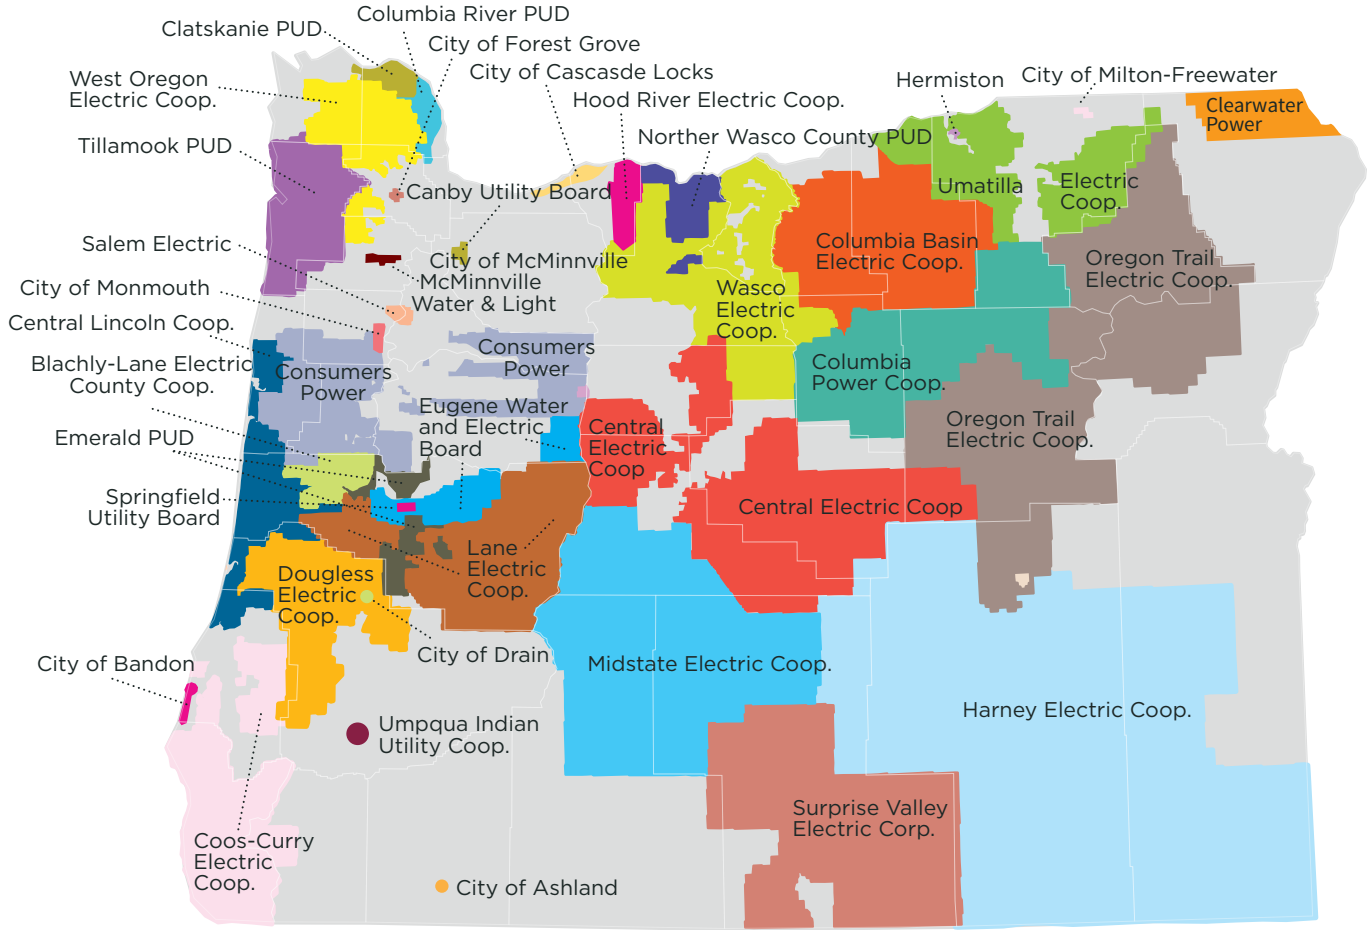 Columbia River PUD
Clatskanie PUD
City of Forest Grove
West Oregon
Electric Coop.
City of Cascasde Locks
Hermiston
City of Milton-Freewater
Hood River Electric Coop.
Clearwater
Power
Norther Wasco County PUD
Tillamook PUD
Canby Utility Board
Umatilla
Electric
Coop.
Salem Electric
City of McMinnville
McMinnville
Water & Light
Columbia Basin
Electric Coop.
Oregon Trail
Electric Coop.
City of Monmouth
Wasco
Electric
Coop.
Central Lincoln Coop.
Consumers
Power
Blachly-Lane Electric
County Coop.
Consumers
Power
Columbia
Power Coop.
Eugene Water
and Electric
Board
Central
Electric
Coop
Oregon Trail
Electric Coop.
Emerald PUD
Springfield
Utility Board
Central Electric Coop
Lane
Electric
Coop.
Dougless
Electric
Coop.
City of Drain
City of Bandon
Midstate Electric Coop.
Harney Electric Coop.
Umpqua Indian
Utility Coop.
Surprise Valley
Electric Corp.
Coos-Curry
Electric
Coop.
City of Ashland